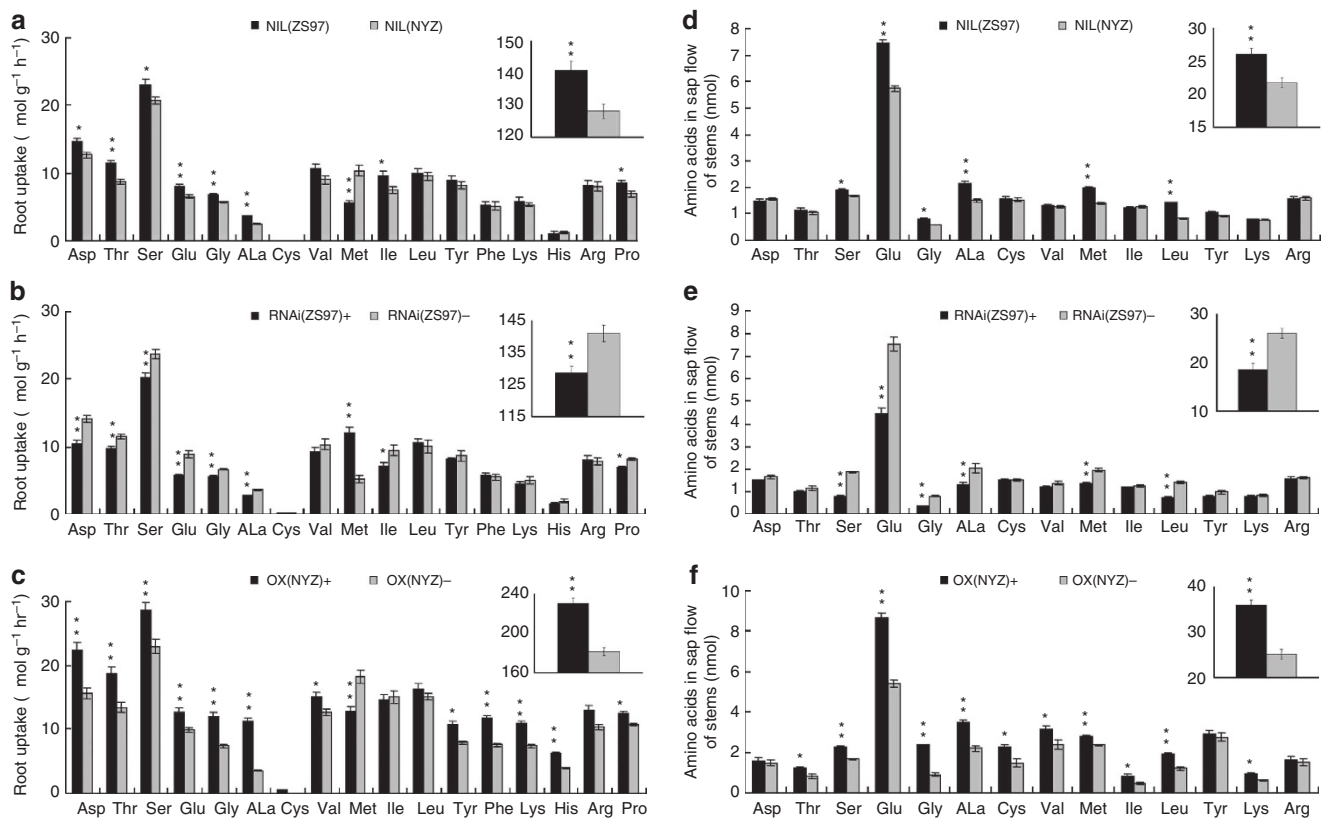 a
NIL(ZS97) NIL(NYZ)
Root uptake ( mol g⁻¹ h⁻¹)
30
20
10
0
* ** * ** ** ** ** * *
150
140
130
120
**
Asp Thr Ser Glu Gly ALa Cys Val Met Ile Leu Tyr Phe Lys His Arg Pro
b
RNAi(ZS97)+ RNAi(ZS97)−
Root uptake ( mol g⁻¹ h⁻¹)
30
20
10
0
** ** ** ** ** ** ** * *
145
135
125
115
**
Asp Thr Ser Glu Gly ALa Cys Val Met Ile Leu Tyr Phe Lys His Arg Pro
c
OX(NYZ)+ OX(NYZ)−
Root uptake ( mol g⁻¹ hr⁻¹)
30
20
10
0
** ** ** ** ** ** * ** * ** ** ** *
240
200
180
160
**
Asp Thr Ser Glu Gly ALa Cys Val Met Ile Leu Tyr Phe Lys His Arg Pro
d
NIL(ZS97) NIL(NYZ)
Amino acids in sap flow
of stems (nmol)
8
7
6
5
4
3
2
1
0
* ** * ** ** **
30
25
20
15
**
Asp Thr Ser Glu Gly ALa Cys Val Met Ile Leu Tyr Lys Arg
e
RNAi(ZS97)+ RNAi(ZS97)−
Amino acids in sap flow
of stems (nmol)
9
8
7
6
5
4
3
2
1
0
** ** ** ** ** **
30
20
10
**
Asp Thr Ser Glu Gly ALa Cys Val Met Ile Leu Tyr Lys Arg
f
OX(NYZ)+ OX(NYZ)−
Amino acids in sap flow
of stems (nmol)
10
8
6
4
2
0
* ** ** ** ** * * ** * ** *
40
30
20
**
Asp Thr Ser Glu Gly ALa Cys Val Met Ile Leu Tyr Lys Arg